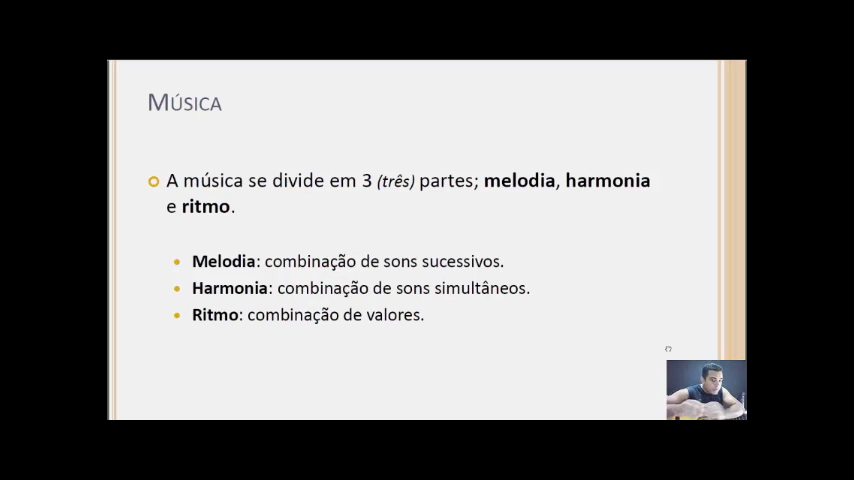 MÚSICA
A música se divide em 3 (três) partes; melodia, harmonia
e ritmo.
Melodia: combinação de sons sucessivos.
Harmonia: combinação de sons simultâneos.
Ritmo: combinação de valores.